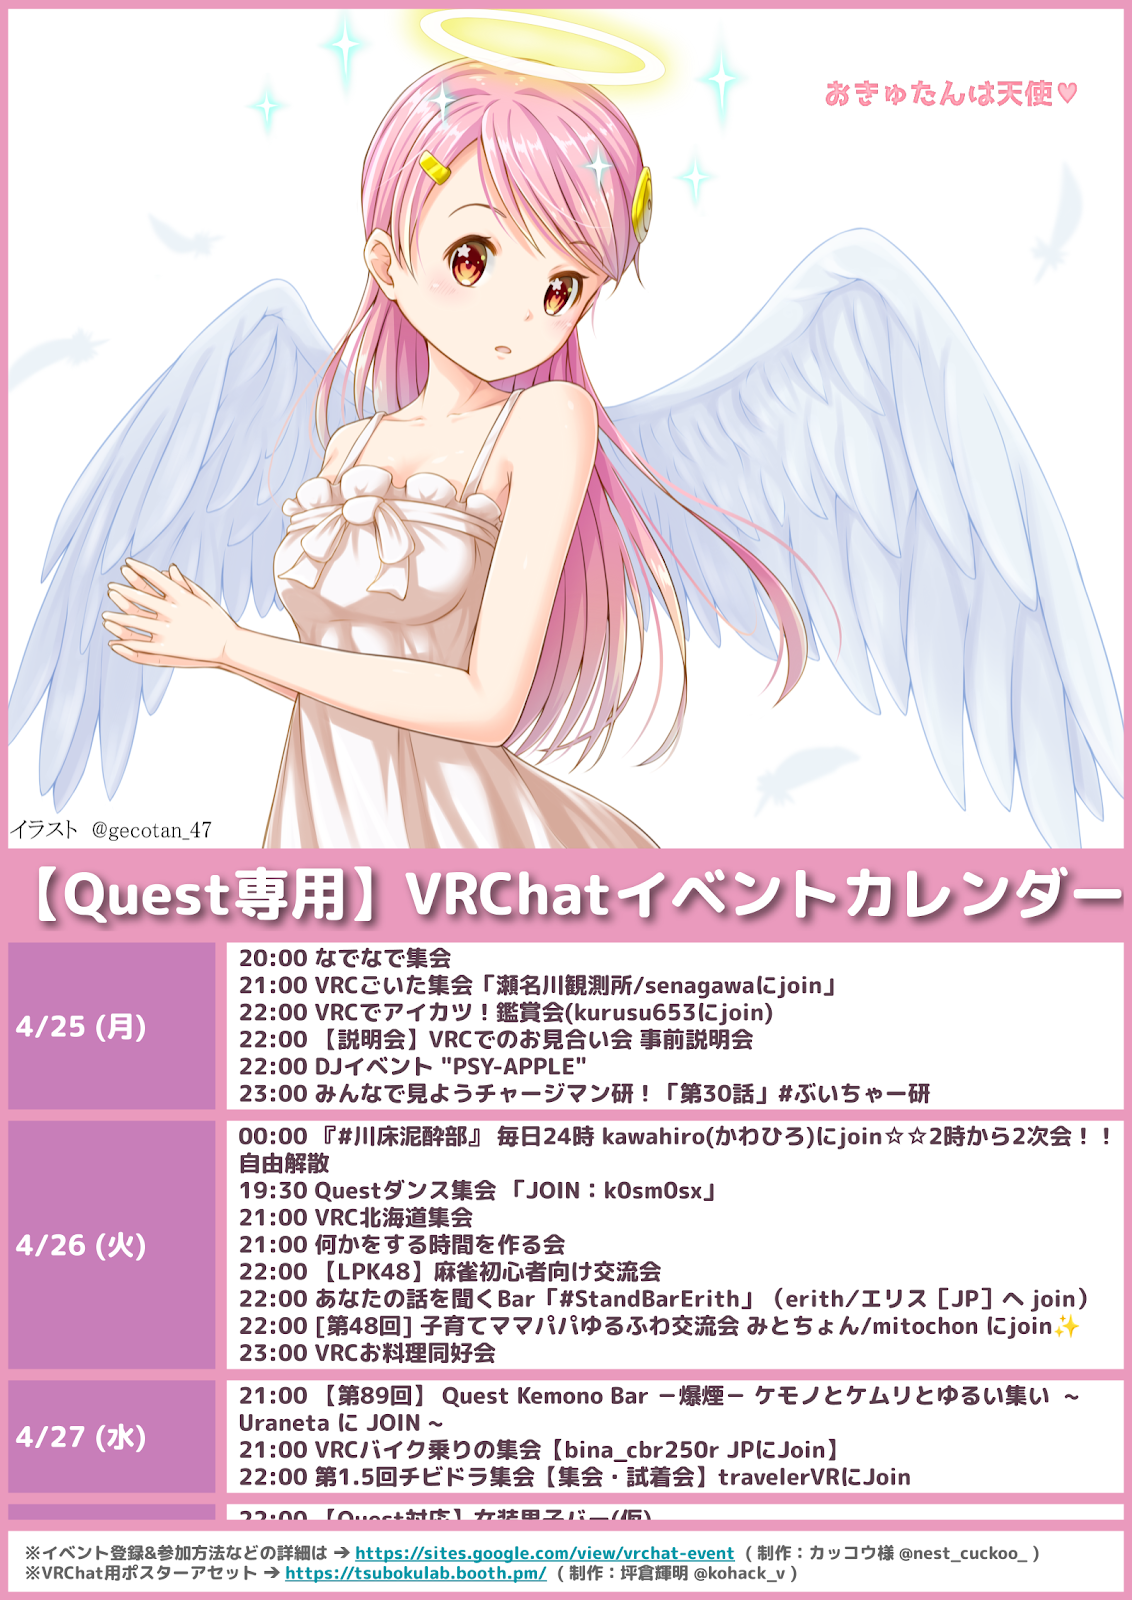 おきゅたんは天使♥
イラスト @gecotan_47
【Quest専用】VRChatイベントカレンダー
4/25 (月)
20:00 なでなで集会
21:00 VRCごいた集会「瀬名川観測所/senagawaにjoin」
22:00 VRCでアイカツ！鑑賞会(kurusu653にjoin)
22:00 【説明会】VRCでのお見合い会 事前説明会
22:00 DJイベント "PSY-APPLE"
23:00 みんなで見ようチャージマン研！「第30話」#ぶいちゃー研
4/26 (火)
00:00 『#川床泥酔部』 毎日24時 kawahiro(かわひろ)にjoin☆☆2時から2次会！！
自由解散
19:30 Questダンス集会 「JOIN：k0sm0sx」
21:00 VRC北海道集会
21:00 何かをする時間を作る会
22:00 【LPK48】麻雀初心者向け交流会
22:00 あなたの話を聞くBar「#StandBarErith」（erith/エリス［JP］へ join）
22:00 [第48回] 子育てママパパゆるふわ交流会 みとちょん/mitochon にjoin✨
23:00 VRCお料理同好会
4/27 (水)
21:00 【第89回】 Quest Kemono Bar －爆煙－ ケモノとケムリとゆるい集い ～
Uraneta に JOIN ~
21:00 VRCバイク乗りの集会【bina_cbr250r JPにJoin】
22:00 第1.5回チビドラ集会【集会・試着会】travelerVRにJoin
22:00 【Quest対応】女装男子バー(仮)
※イベント登録&参加方法などの詳細は ➔ https://sites.google.com/view/vrchat-event ( 制作：カッコウ様 @nest_cuckoo_ )
※VRChat用ポスターアセット ➔ https://tsubokulab.booth.pm/ ( 制作：坪倉輝明 @kohack_v )